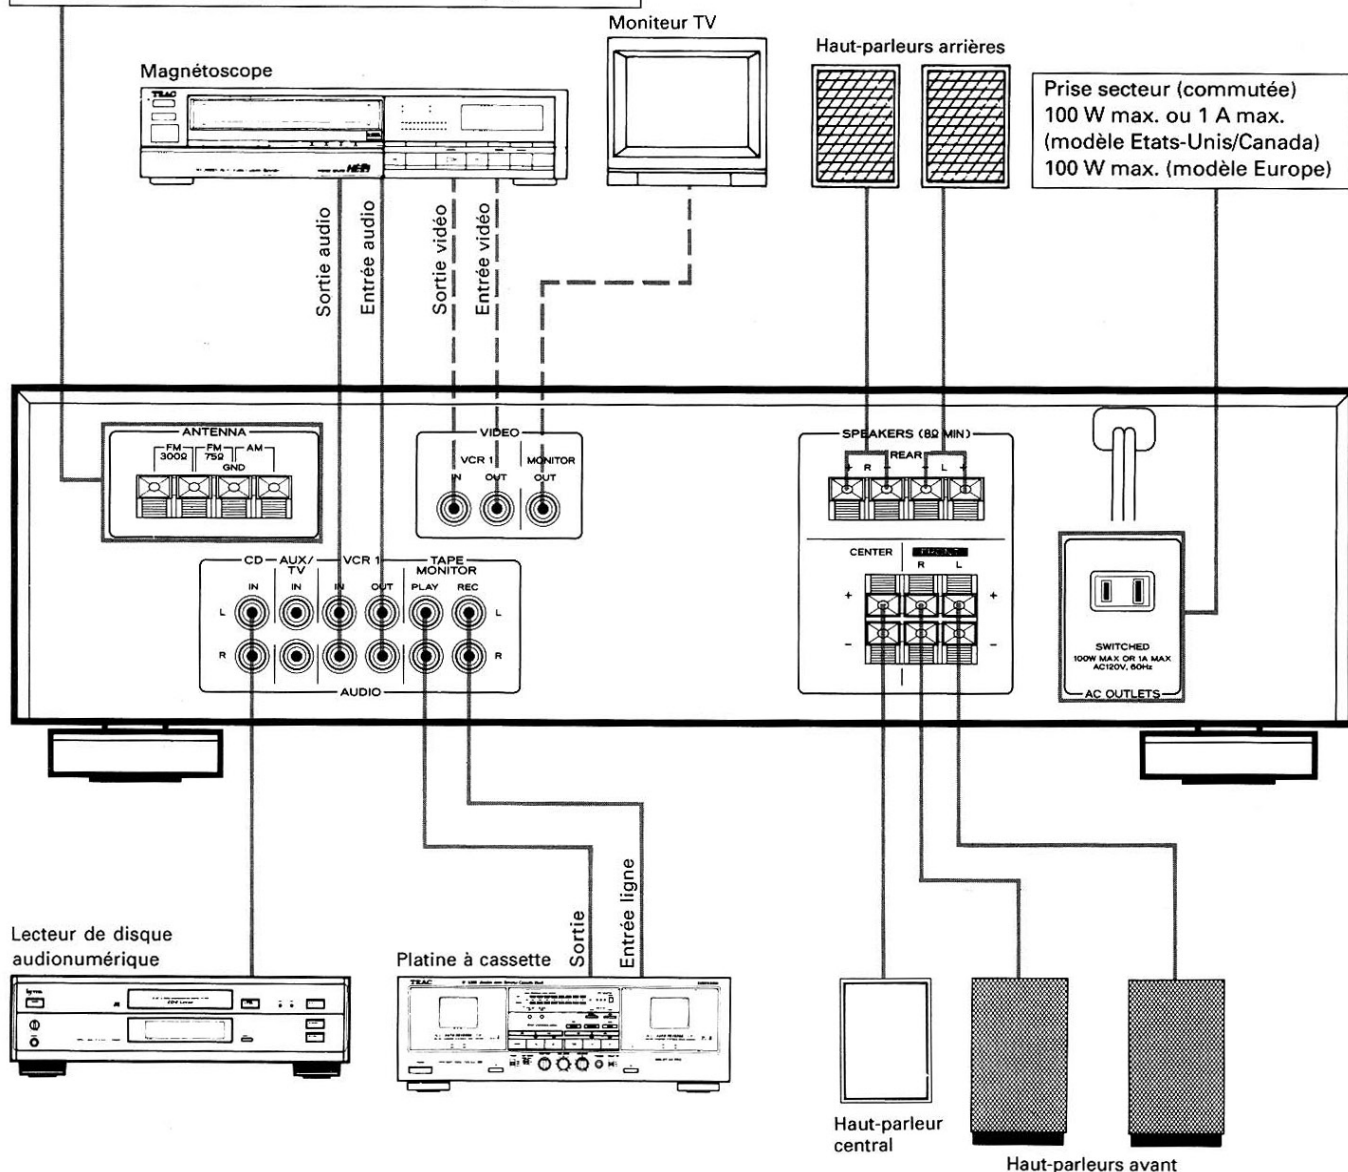 Moniteur TV
Haut-parleurs arrières
Magnétoscope
TEAC
HI-FI
Prise secteur (commutée)
100 W max. ou 1 A max.
(modèle Etats-Unis/Canada)
100 W max. (modèle Europe)
Sortie audio
Entrée audio
Sortie vidéo
Entrée vidéo
ANTENNA
FM 300Ω
FM 75Ω
AM
GND
VIDEO
VCR 1
MONITOR
IN
OUT
OUT
SPEAKERS (8Ω MIN)
REAR
+ R - - L +
CENTER
FRONT
R L
+ +
- -
CD
AUX/TV
VCR 1
TAPE MONITOR
IN
IN
IN
OUT
PLAY
REC
L L
R R
AUDIO
SWITCHED
100W MAX OR 1A MAX
AC120V, 60Hz
AC OUTLETS
Sortie
Entrée ligne
Lecteur de disque
audionumérique
Platine à cassette
TEAC
Haut-parleur
central
Haut-parleurs avant